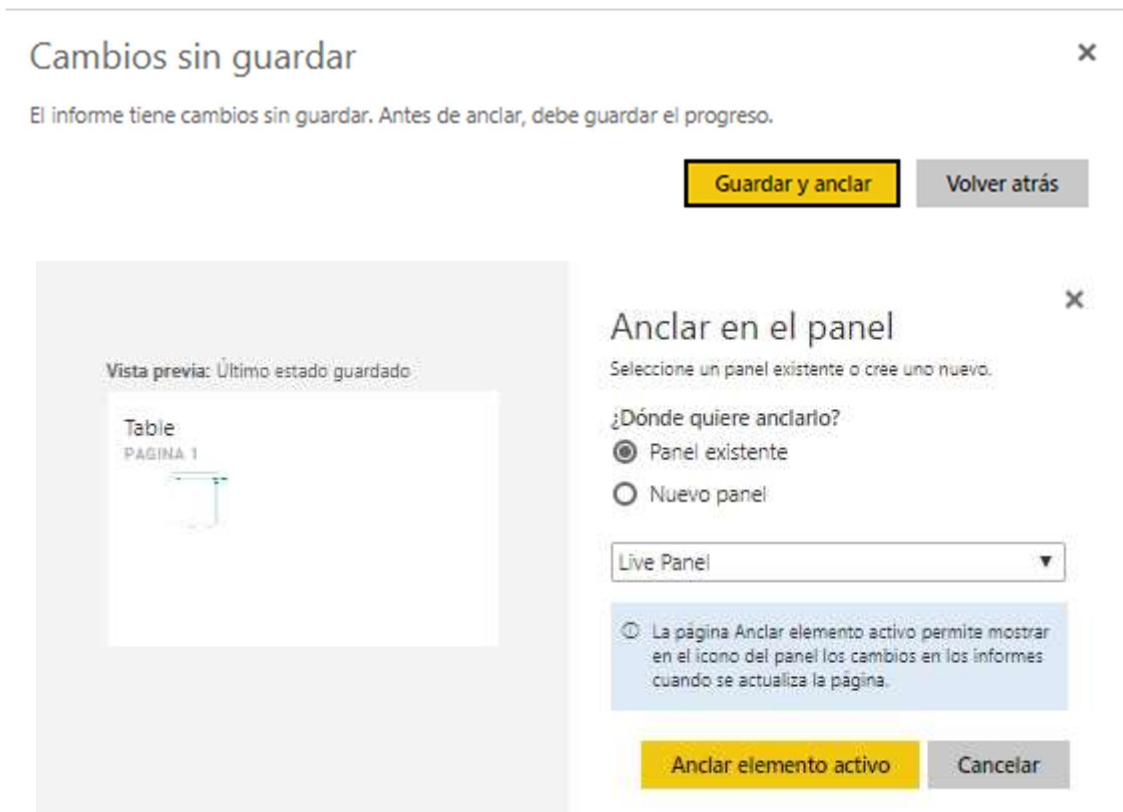 Cambios sin guardar
El informe tiene cambios sin guardar. Antes de anclar, debe guardar el progreso.
Guardar y anclar
Volver atrás
Vista previa: Último estado guardado
Table
PAGINA 1
Anclar en el panel
Seleccione un panel existente o cree uno nuevo.
¿Dónde quiere anclarlo?
Panel existente
Nuevo panel
Live Panel
La página Anclar elemento activo permite mostrar
en el icono del panel los cambios en los informes
cuando se actualiza la página.
Anclar elemento activo
Cancelar